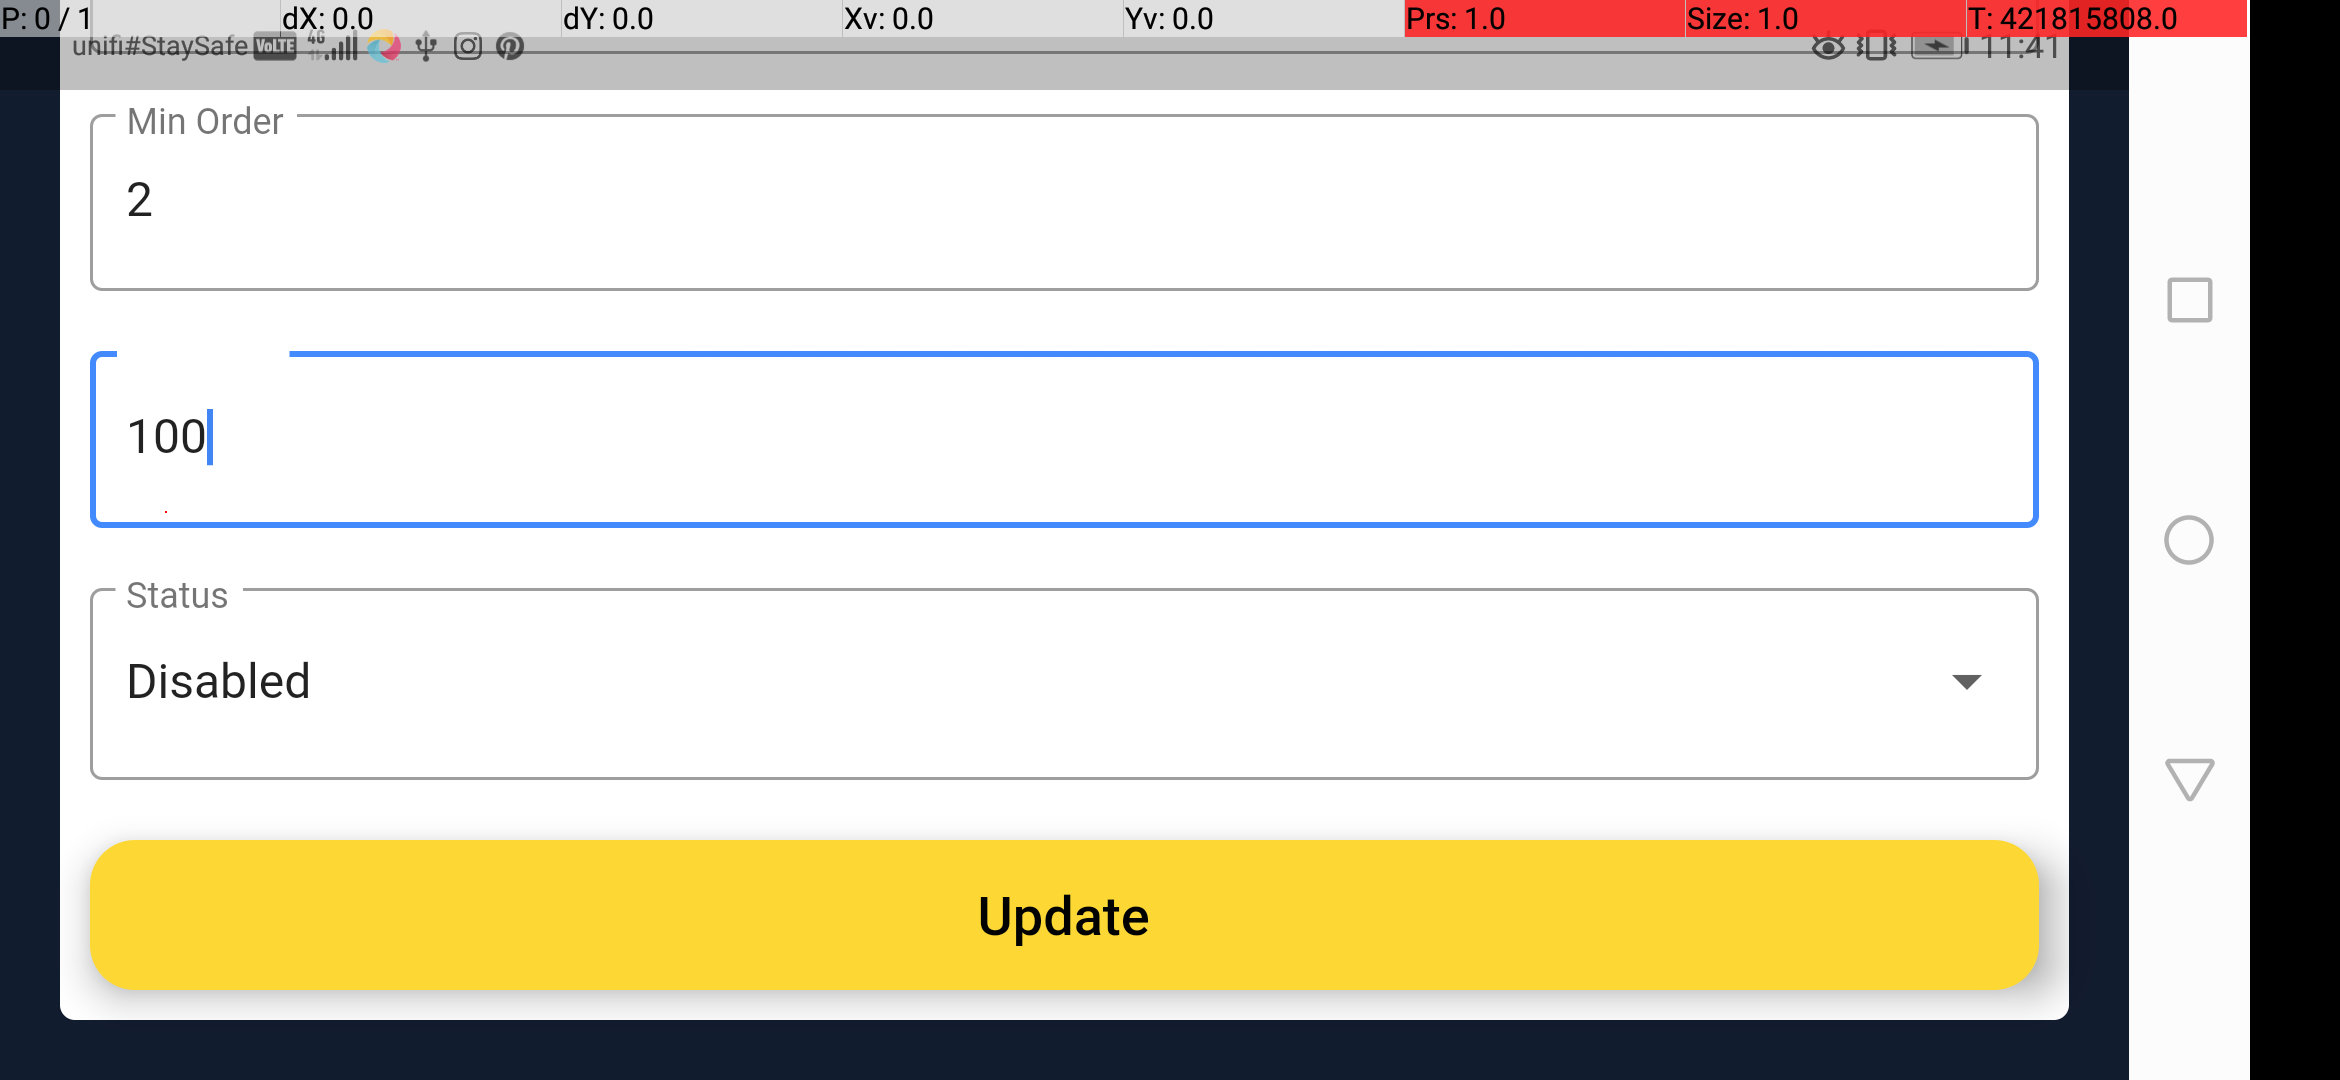 P: 0 / 1 dX: 0.0 dY: 0.0 Xv: 0.0 Yv: 0.0 Prs: 1.0 Size: 1.0 T: 421815808.0
unifi#StaySafe VoLTE 4G 11:41
Min Order
2
100
Status
Disabled
Update